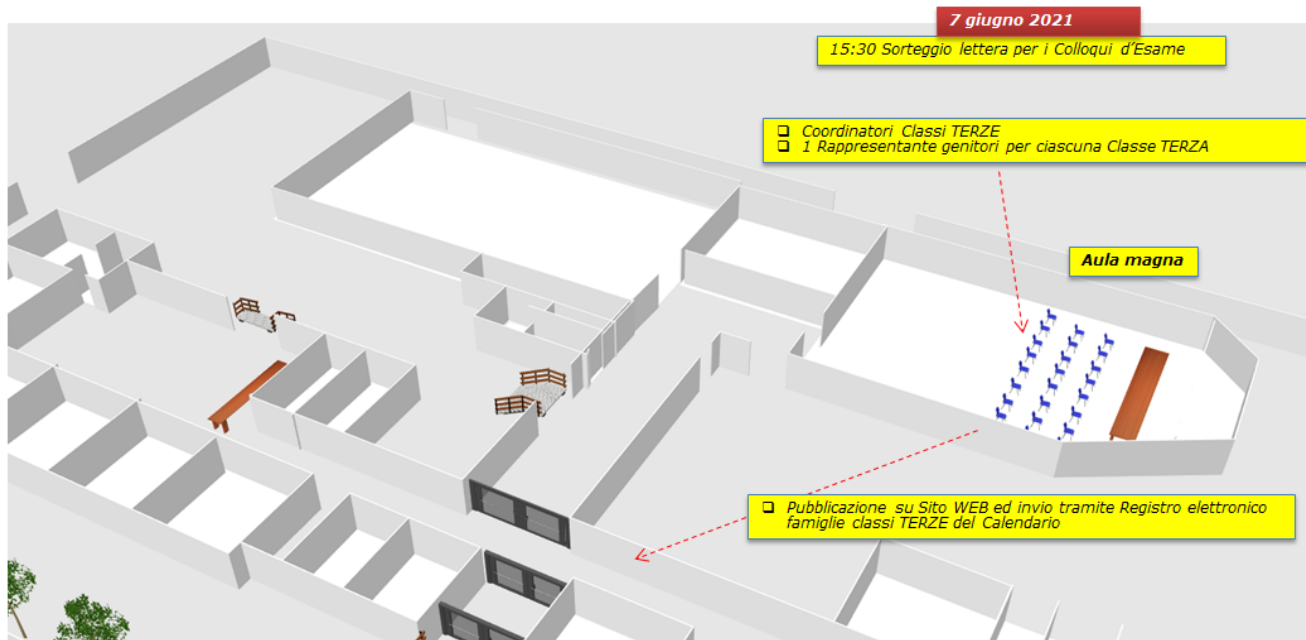 7 giugno 2021
15:30 Sorteggio lettera per i Colloqui d'Esame
❑ Coordinatori Classi TERZE
❑ 1 Rappresentante genitori per ciascuna Classe TERZA
Aula magna
❑ Pubblicazione su Sito WEB ed invio tramite Registro elettronico
famiglie classi TERZE del Calendario